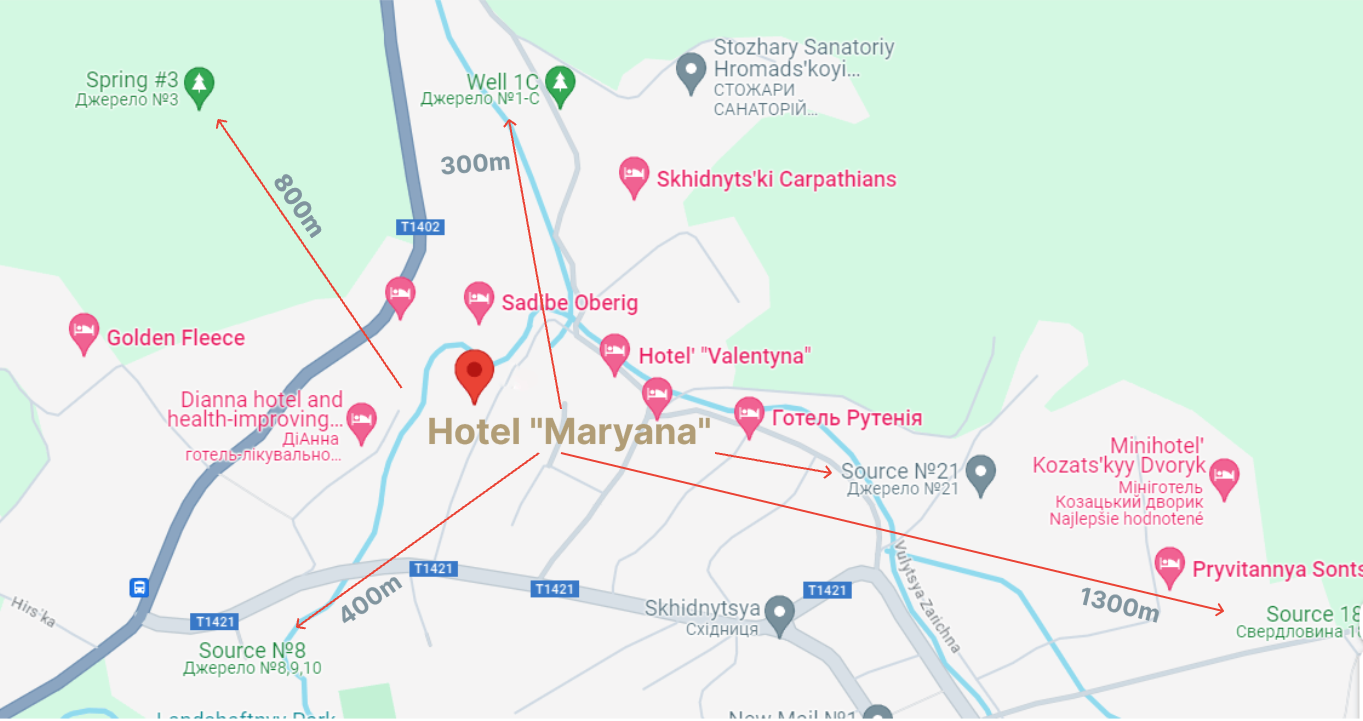 Stozhary Sanatoriy
Hromads'koyi...
СТОЖАРИ
САНАТОРІЙ...
Spring #3
Джерело №3
Well 1C
Джерело №1-С
300m
800m
Skhidnyts'ki Carpathians
T1402
Sadibe Oberig
Golden Fleece
Hotel' "Valentyna"
Dianna hotel and
health-improving...
ДіАнна
готель-лікувально...
Hotel "Maryana"
Готель Рутенія
Source №21
Джерело №21
Minihotel'
Kozats'kyy Dvoryk
Мініготель
Козацький дворик
Najlepšie hodnotené
Vulytsya Zarichna
Pryvitannya Sonts
T1421
T1421
T1421
T1421
400m
1300m
Hirs'ka
Skhidnytsya
Східниця
Source 18
Свердловина 1
Source №8
Джерело №8,9,10
Landshaftnyy Park
New Mail №1